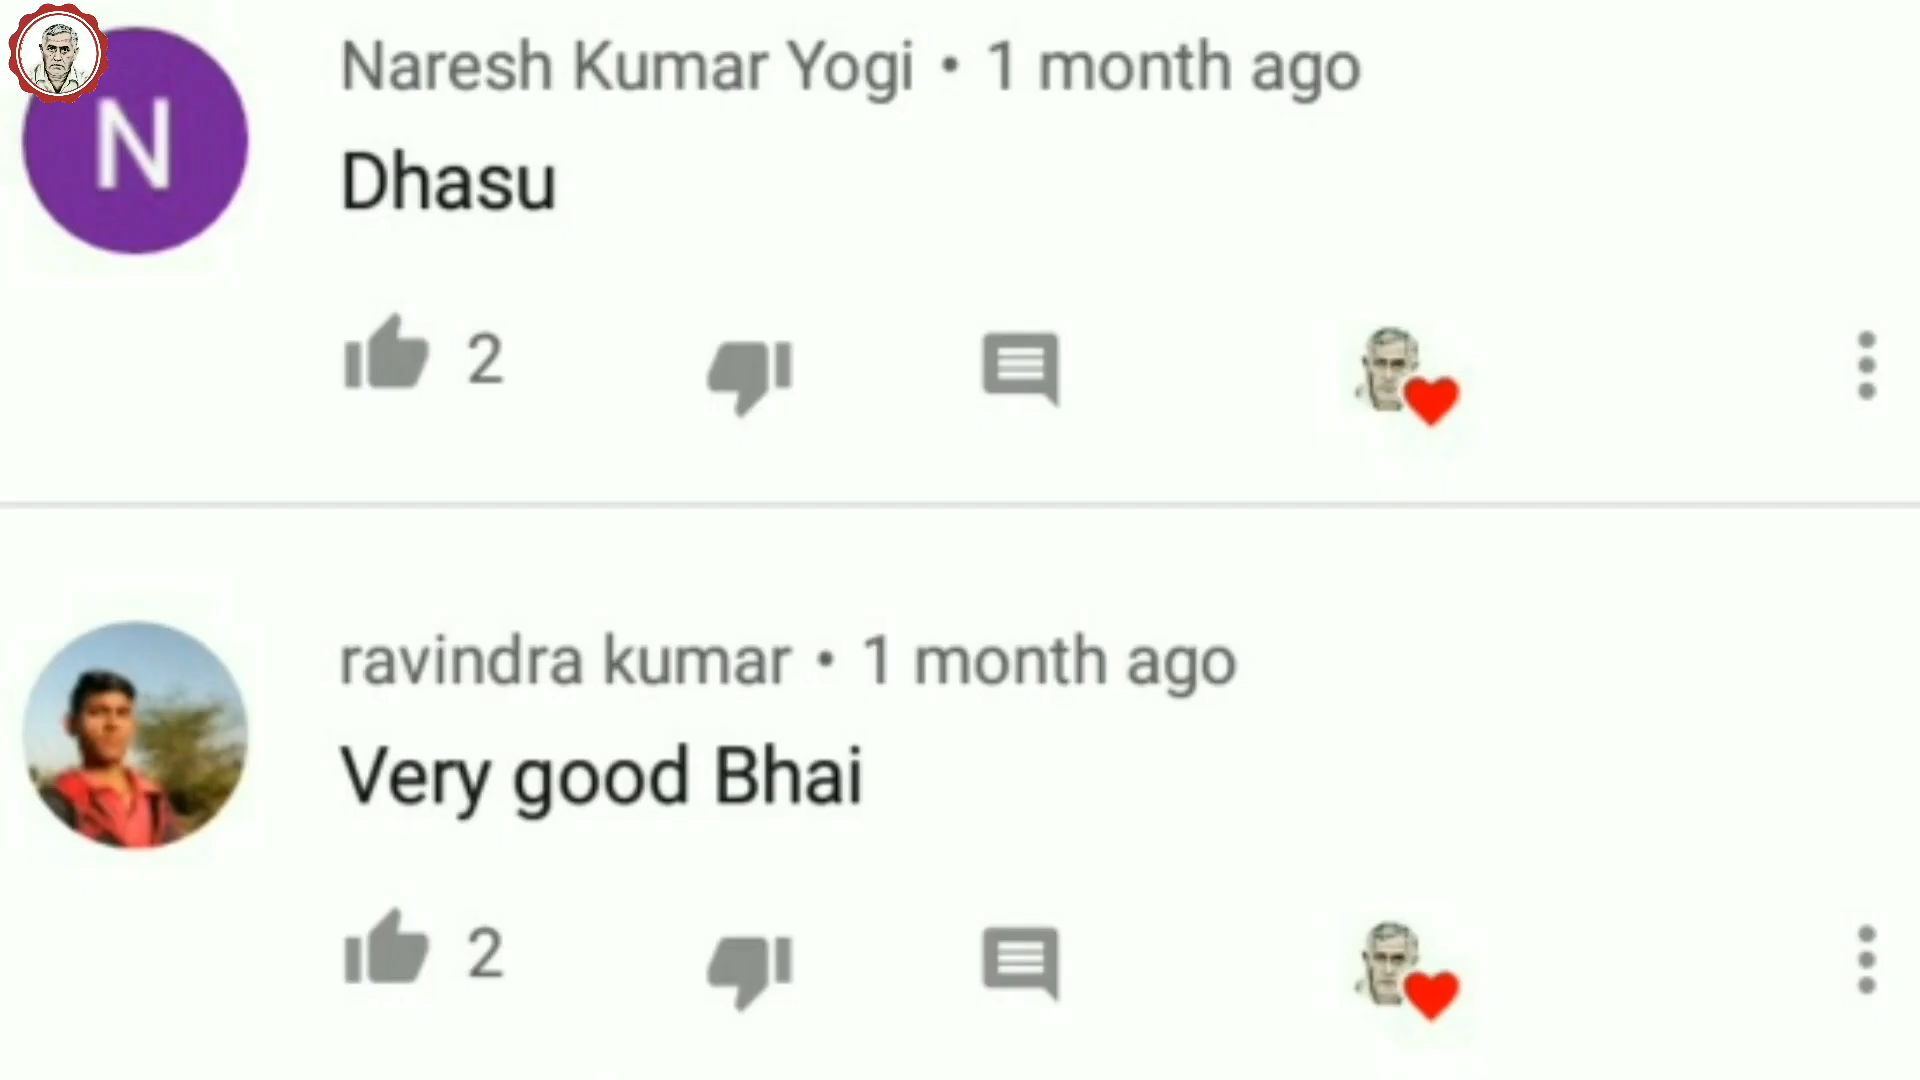 N
Naresh Kumar Yogi • 1 month ago
Dhasu
2
ravindra kumar • 1 month ago
Very good Bhai
2